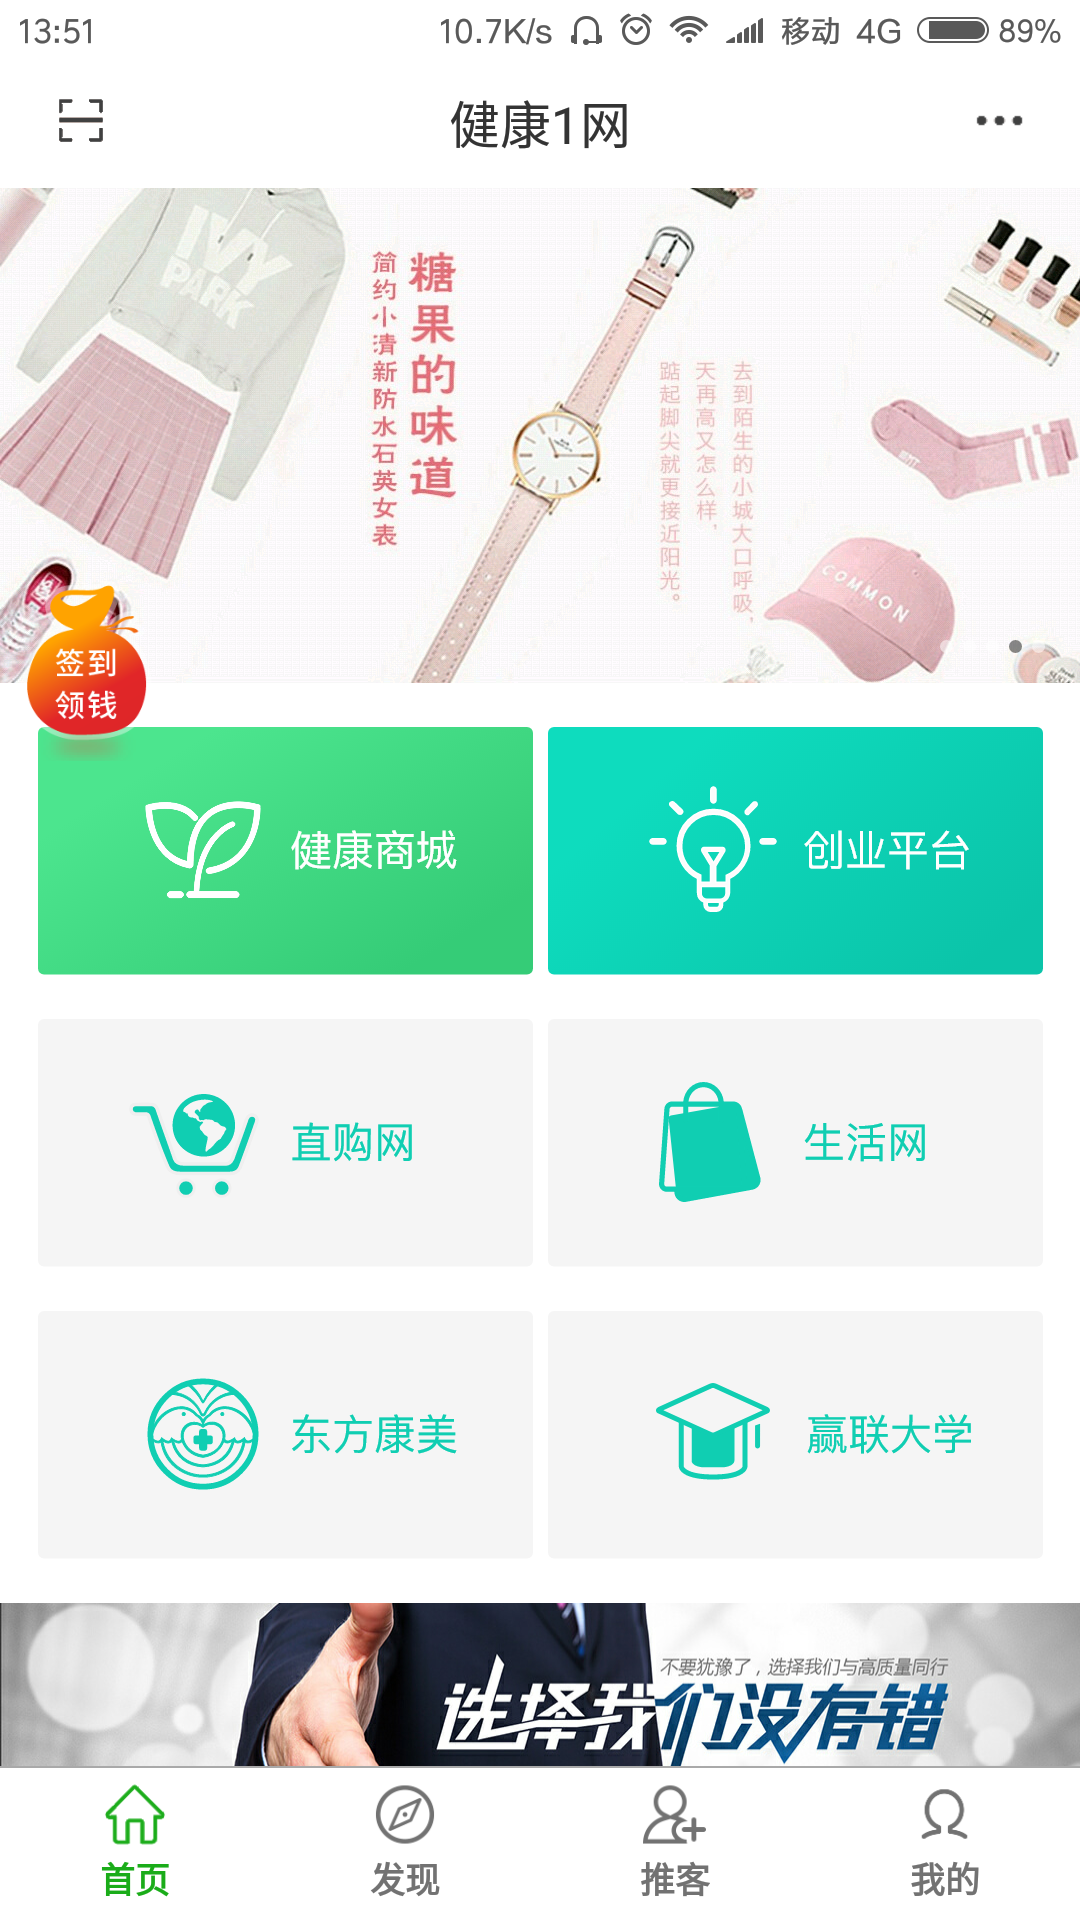 13:51 10.7K/s 移动 4G 89%
健康1网
IVY
PARK
糖果的味道
简约小清新防水石英女表
去到陌生的小城大口呼吸，
天再高又怎么样，
踮起脚尖就更接近阳光。
COMMON
签到
领钱
健康商城
创业平台
直购网
生活网
东方康美
赢联大学
不要犹豫了，选择我们与高质量同行
选择我们没有错
首页
发现
推客
我的